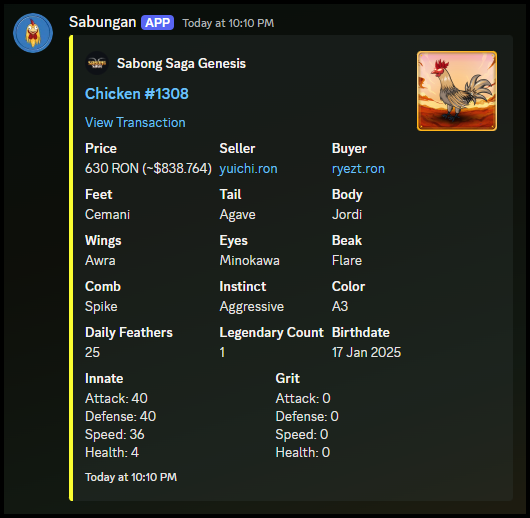 Sabungan APP Today at 10:10 PM
Sabong Saga Genesis
Chicken #1308
View Transaction
Price Seller Buyer
630 RON (~$838.764) yuichi.ron ryezt.ron
Feet Tail Body
Cemani Agave Jordi
Wings Eyes Beak
Awra Minokawa Flare
Comb Instinct Color
Spike Aggressive A3
Daily Feathers Legendary Count Birthdate
25 1 17 Jan 2025
Innate Grit
Attack: 40 Attack: 0
Defense: 40 Defense: 0
Speed: 36 Speed: 0
Health: 4 Health: 0
Today at 10:10 PM